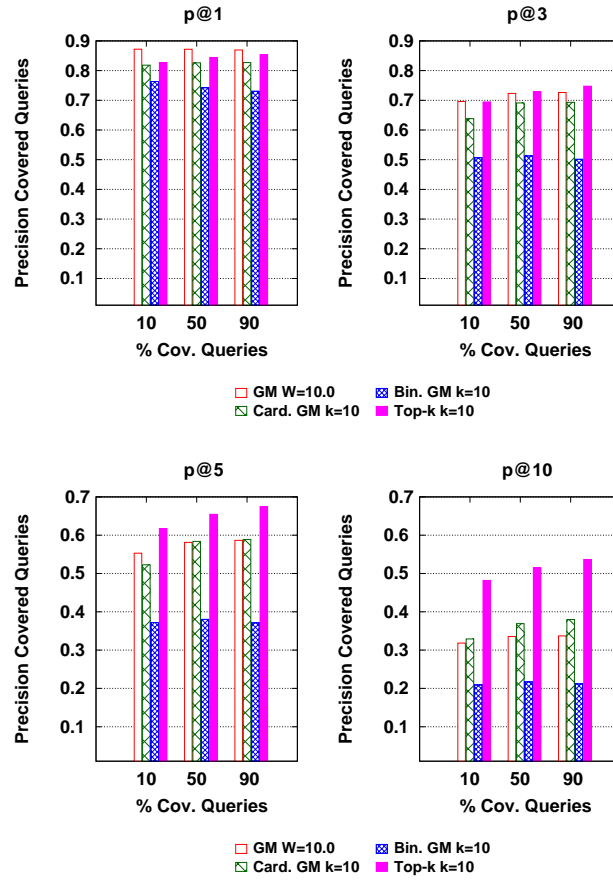 p@1
p@3
Precision Covered Queries
0.9
0.8
0.7
0.6
0.5
0.4
0.3
0.2
0.1
10 50 90
% Cov. Queries
Precision Covered Queries
0.9
0.8
0.7
0.6
0.5
0.4
0.3
0.2
0.1
10 50 90
% Cov. Queries
GM W=10.0
Card. GM k=10
Bin. GM k=10
Top-k k=10
p@5
p@10
Precision Covered Queries
0.7
0.6
0.5
0.4
0.3
0.2
0.1
10 50 90
% Cov. Queries
Precision Covered Queries
0.7
0.6
0.5
0.4
0.3
0.2
0.1
10 50 90
% Cov. Queries
GM W=10.0
Card. GM k=10
Bin. GM k=10
Top-k k=10